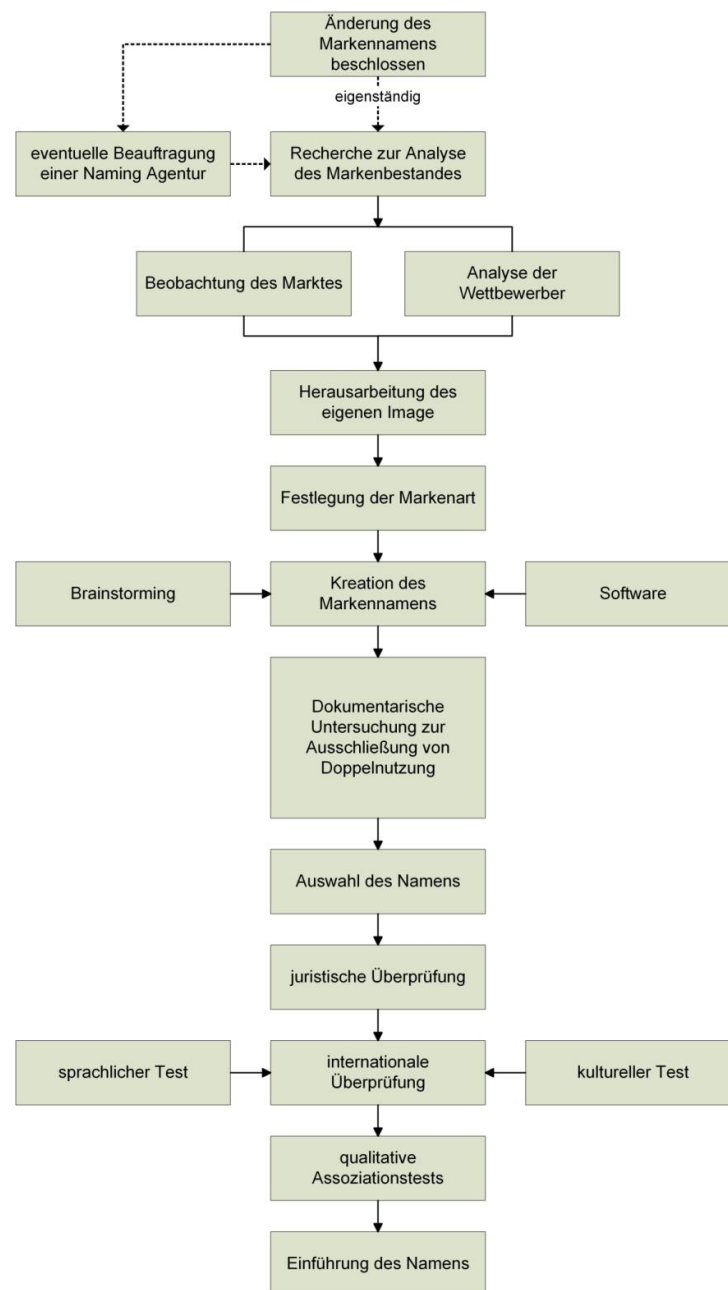 Änderung des
Markennamens
beschlossen
eigenständig
eventuelle Beauftragung
einer Naming Agentur
Recherche zur Analyse
des Markenbestandes
Beobachtung des Marktes
Analyse der
Wettbewerber
Herausarbeitung des
eigenen Image
Festlegung der Markenart
Brainstorming
Kreation des
Markennamens
Software
Dokumentarische
Untersuchung zur
Ausschließung von
Doppelnutzung
Auswahl des Namens
juristische Überprüfung
sprachlicher Test
internationale
Überprüfung
kultureller Test
qualitative
Assoziationstests
Einführung des Namens